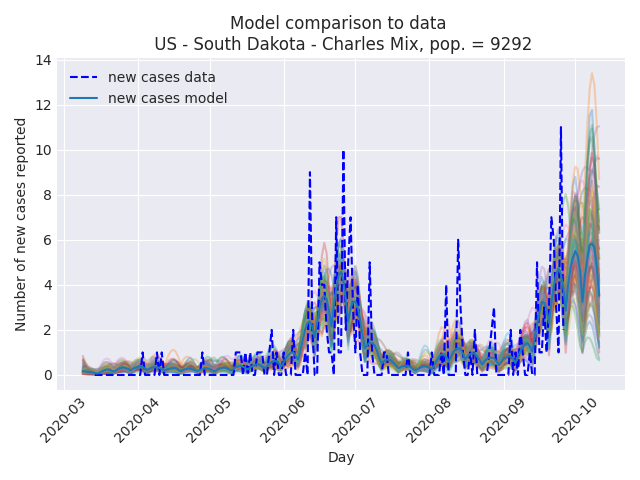 Model comparison to data
US - South Dakota - Charles Mix, pop. = 9292
new cases data
new cases model
Number of new cases reported
14
12
10
8
6
4
2
0
2020-03
2020-04
2020-05
2020-06
2020-07
2020-08
2020-09
2020-10
Day